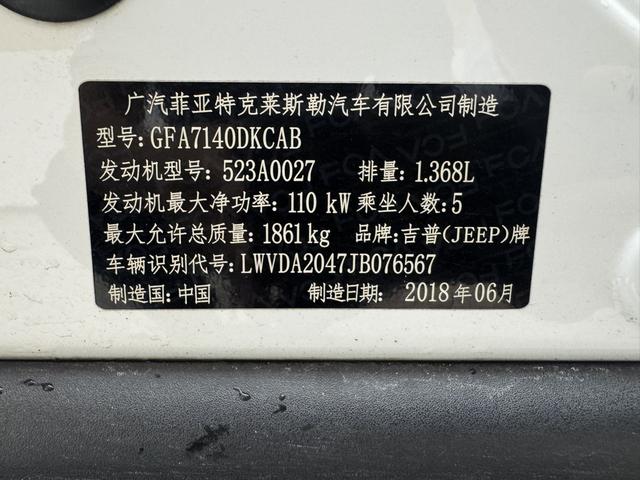 广汽菲亚特克莱斯勒汽车有限公司制造
型号: GFA7140DKCAB
发动机型号: 523A0027 排量: 1.368L
发动机最大净功率: 110 kW 乘坐人数: 5
最大允许总质量: 1861kg 品牌: 吉普(JEEP)牌
车辆识别代号: LWVDA2047JB076567
制造国: 中国 制造日期: 2018年06月